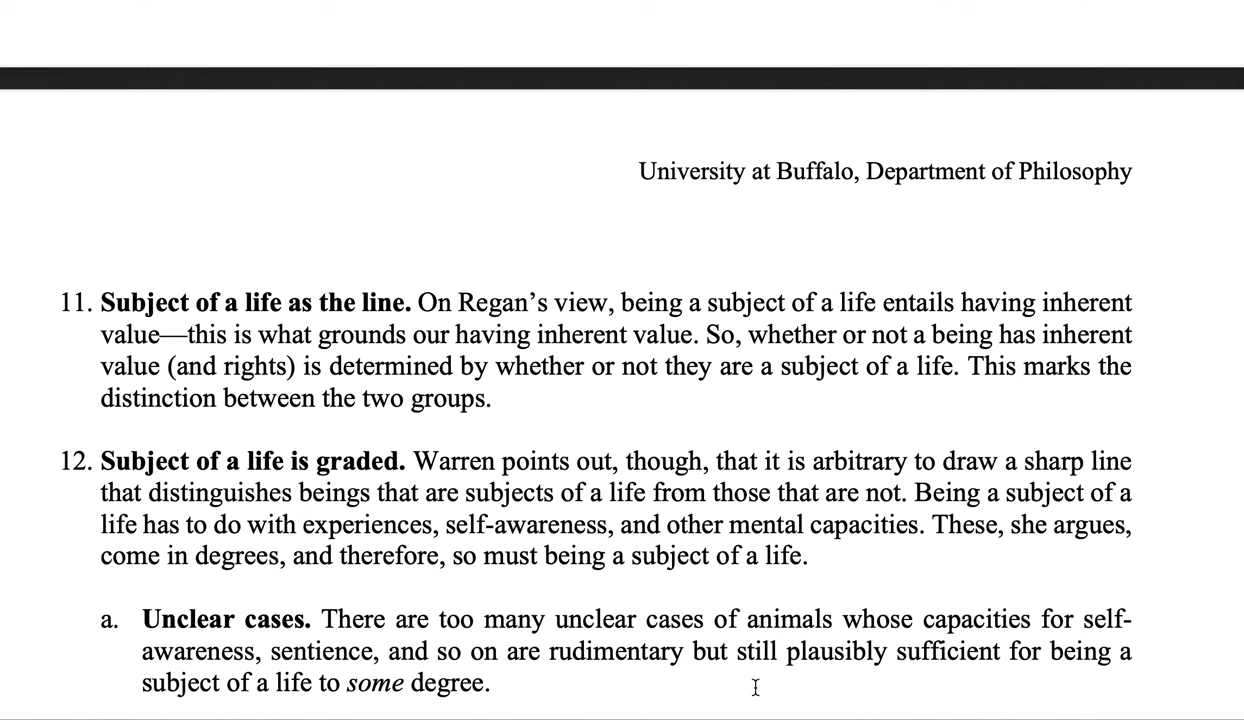 University at Buffalo, Department of Philosophy
11. Subject of a life as the line. On Regan’s view, being a subject of a life entails having inherent
value—this is what grounds our having inherent value. So, whether or not a being has inherent
value (and rights) is determined by whether or not they are a subject of a life. This marks the
distinction between the two groups.
12. Subject of a life is graded. Warren points out, though, that it is arbitrary to draw a sharp line
that distinguishes beings that are subjects of a life from those that are not. Being a subject of a
life has to do with experiences, self-awareness, and other mental capacities. These, she argues,
come in degrees, and therefore, so must being a subject of a life.
a. Unclear cases. There are too many unclear cases of animals whose capacities for self-
awareness, sentience, and so on are rudimentary but still plausibly sufficient for being a
subject of a life to some degree.